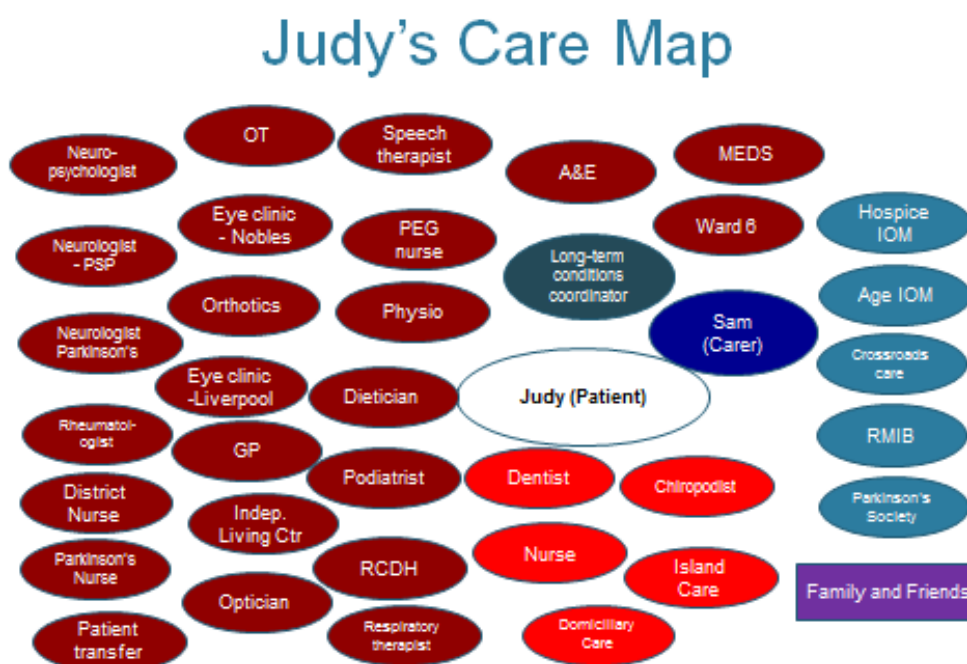 Judy's Care Map
Neuro-
psychologist
OT
Speech
therapist
A&E
MEDS
Neurologist
- PSP
Eye clinic
- Nobles
PEG
nurse
Long-term
conditions
coordinator
Ward 6
Hospice
IOM
Neurologist
Parkinson's
Orthotics
Physio
Sam
(Carer)
Age IOM
Eye clinic
-Liverpool
Dietician
Judy (Patient)
Crossroads
care
Rheumatol-
ogist
GP
Podiatrist
Dentist
Chiropodist
RMIB
District
Nurse
Indep.
Living Ctr
Parkinson's
Society
Parkinson's
Nurse
RCDH
Nurse
Island
Care
Family and Friends
Patient
transfer
Optician
Respiratory
therapist
Domiciliary
Care